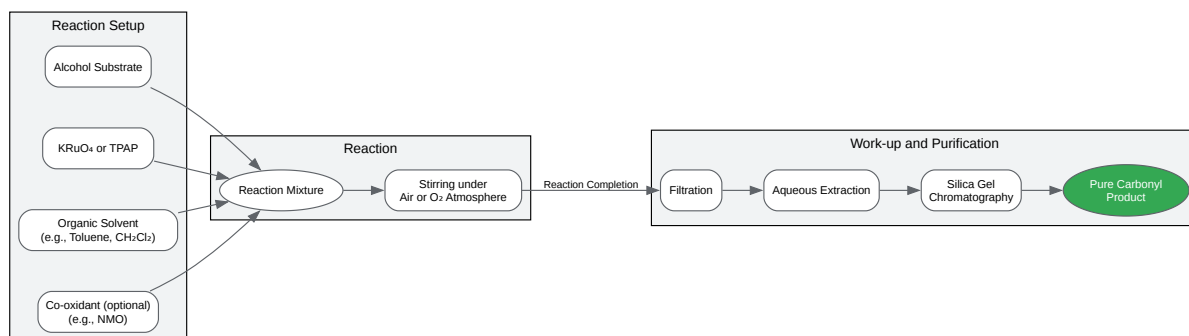 Reaction Setup
Alcohol Substrate
KRuO₄ or TPAP
Organic Solvent
(e.g., Toluene, CH₂Cl₂)
Co-oxidant (optional)
(e.g., NMO)
Reaction
Reaction Mixture
Stirring under
Air or O₂ Atmosphere
Reaction Completion
Work-up and Purification
Filtration
Aqueous Extraction
Silica Gel
Chromatography
Pure Carbonyl
Product